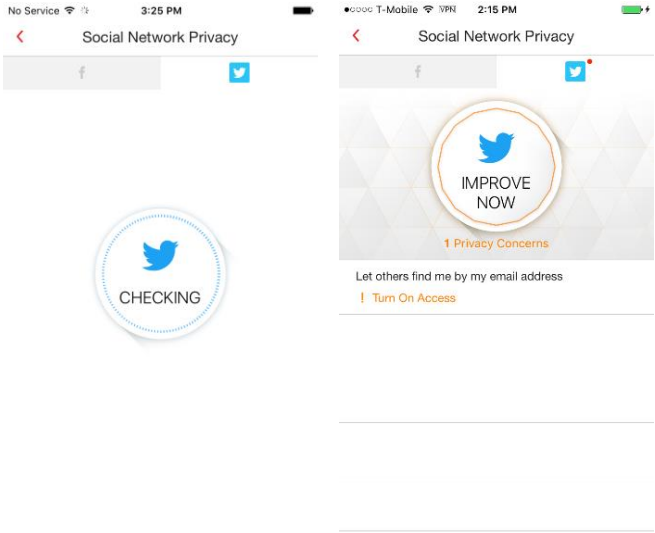 No Service 3:25 PM
Social Network Privacy
f
CHECKING
T-Mobile VPN 2:15 PM
Social Network Privacy
f
IMPROVE
NOW
1 Privacy Concerns
Let others find me by my email address
! Turn On Access